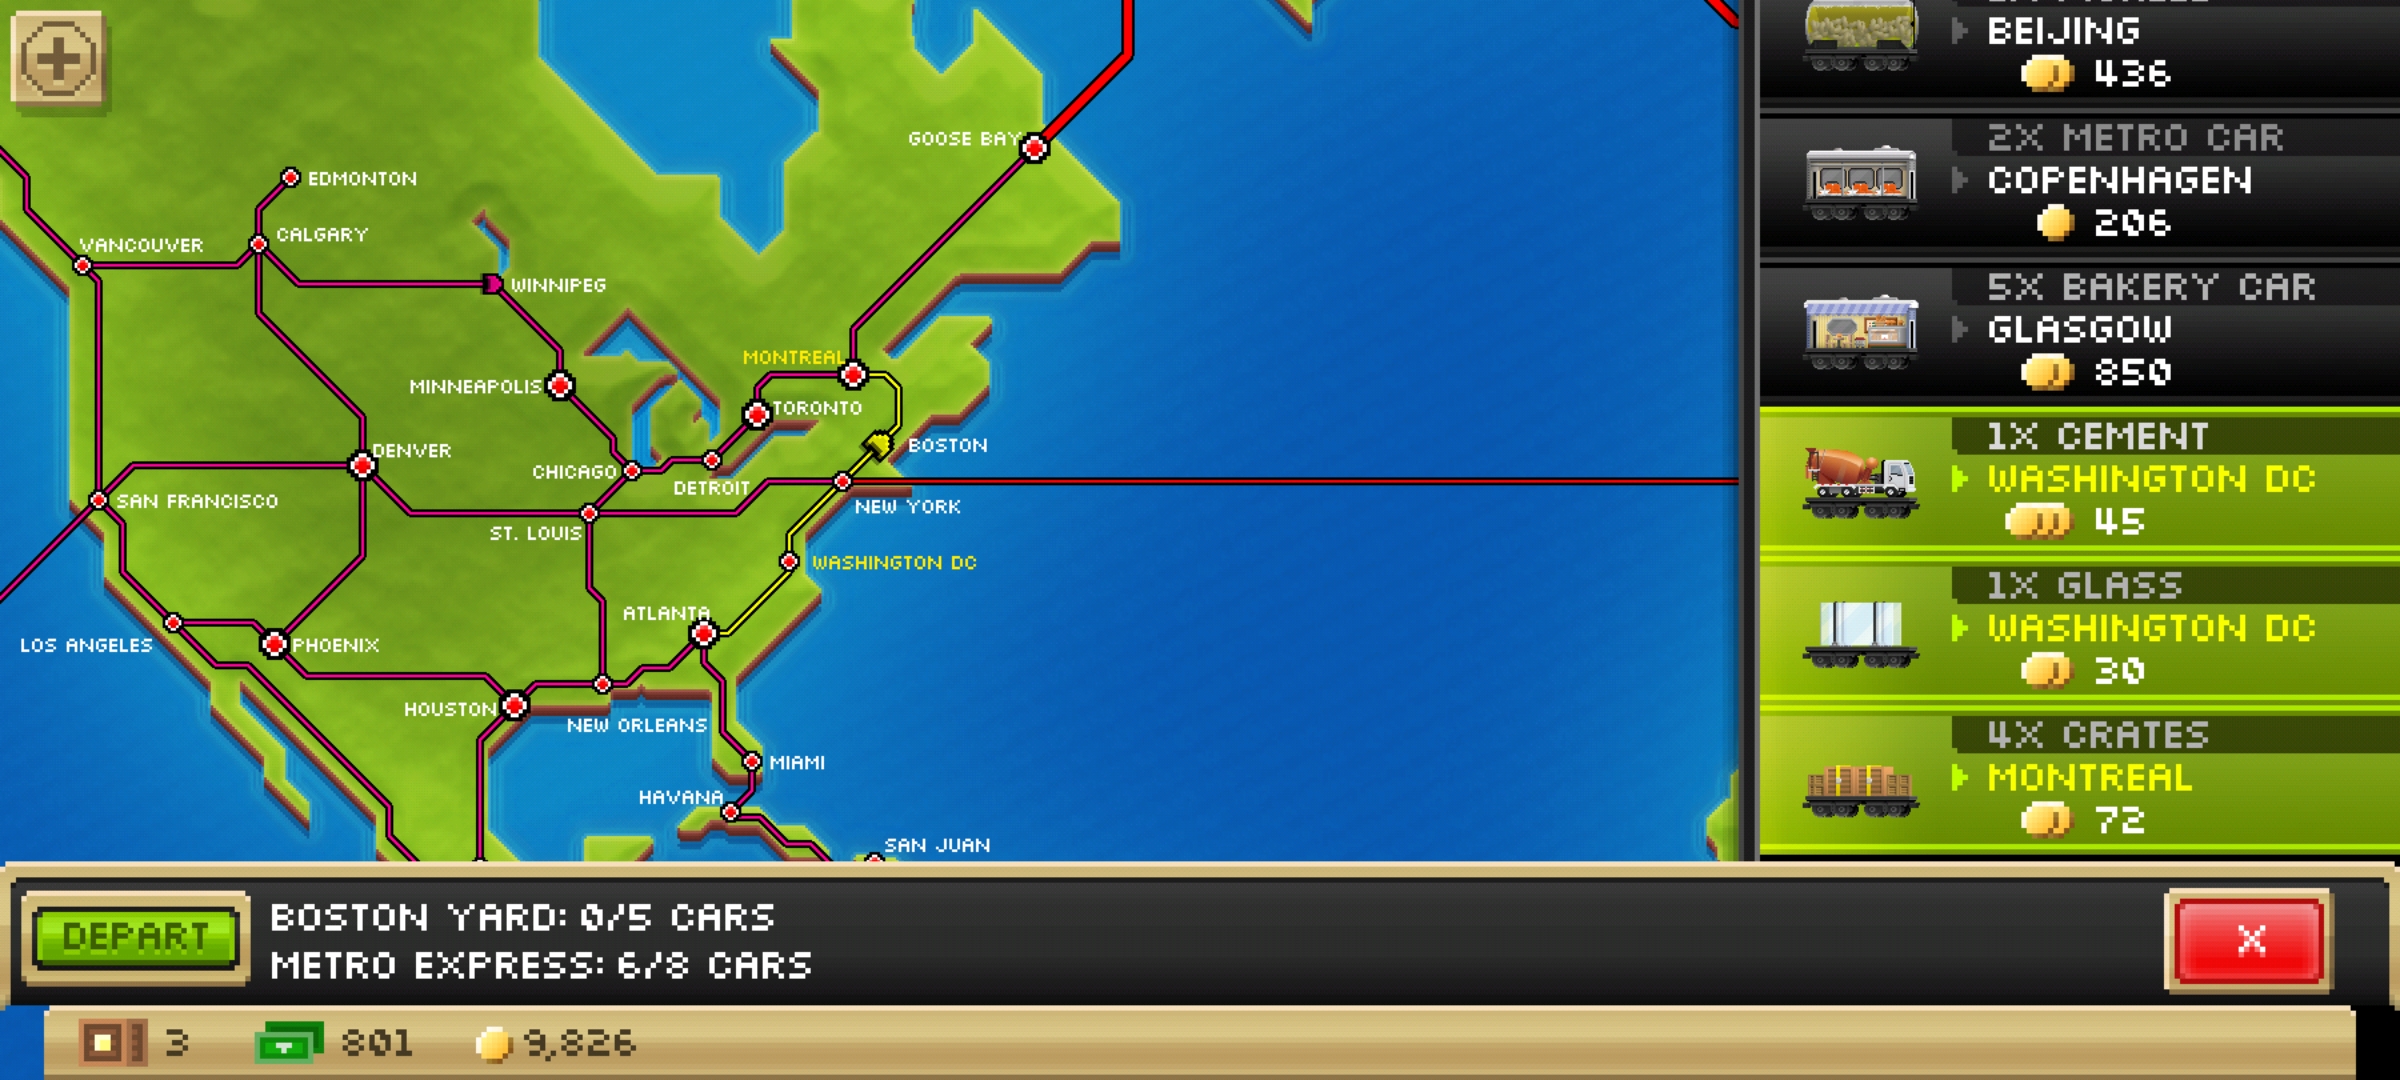 GOOSE BAY
EDMONTON
CALGARY
VANCOUVER
WINNIPEG
MONTREAL
MINNEAPOLIS
TORONTO
BOSTON
DENVER
CHICAGO
DETROIT
SAN FRANCISCO
NEW YORK
ST. LOUIS
WASHINGTON DC
ATLANTA
LOS ANGELES
PHOENIX
HOUSTON
NEW ORLEANS
MIAMI
HAVANA
SAN JUAN
BEIJING
436
2X METRO CAR
COPENHAGEN
206
5X BAKERY CAR
GLASGOW
850
1X CEMENT
WASHINGTON DC
45
1X GLASS
WASHINGTON DC
30
4X CRATES
MONTREAL
72
DEPART
BOSTON YARD: 0/5 CARS
METRO EXPRESS: 6/8 CARS
X
3
801
9,826